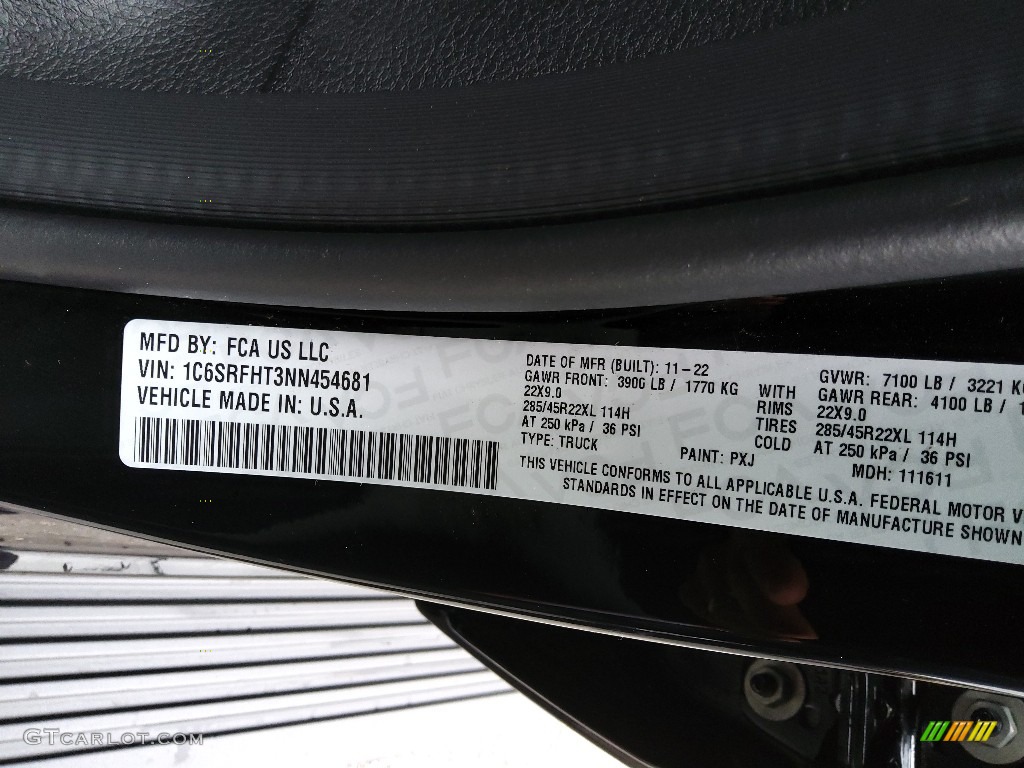 MFD BY: FCA US LLC
VIN: 1C6SRFHT3NN454681
VEHICLE MADE IN: U.S.A.
DATE OF MFR (BUILT): 11-22
GAWR FRONT: 3900 LB / 1770 KG
22X9.0
285/45R22XL 114H
AT 250 kPa / 36 PSI
TYPE: TRUCK
WITH
RIMS
TIRES
COLD
GVWR: 7100 LB / 3221 K
GAWR REAR: 4100 LB / 1
22X9.0
285/45R22XL 114H
AT 250 kPa / 36 PSI
PAINT: PXJ
MDH: 111611
THIS VEHICLE CONFORMS TO ALL APPLICABLE U.S.A. FEDERAL MOTOR V
STANDARDS IN EFFECT ON THE DATE OF MANUFACTURE SHOWN
GTCARLOT.COM